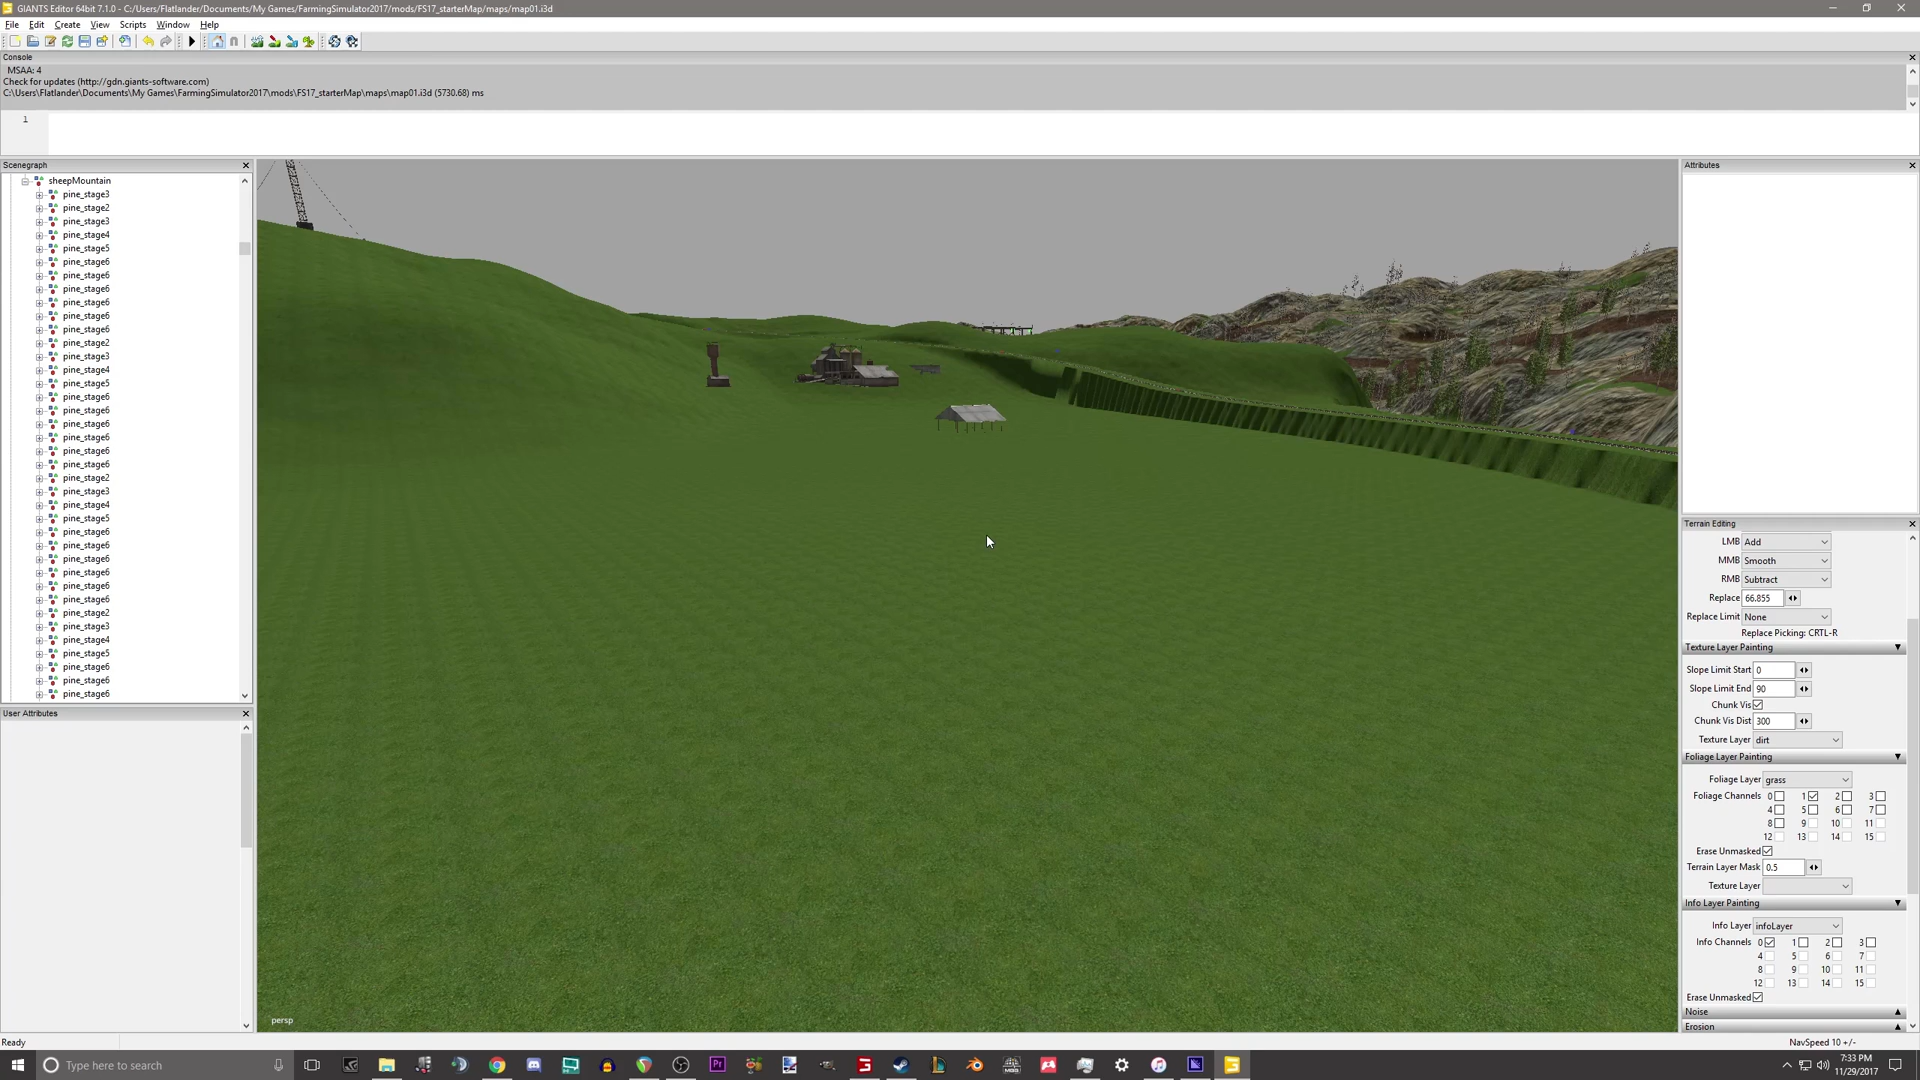 GIANTS Editor 64bit 7.1.0 - C:/Users/Flatlander/Documents/My Games/FarmingSimulator2017/mods/FS17_starterMap/maps/map01.i3d
File Edit Create View Scripts Window Help
Console
MSAA: 4
Check for updates (http://gdn.giants-software.com)
C:\Users\Flatlander\Documents\My Games\FarmingSimulator2017\mods\FS17_starterMap\maps\map01.i3d (5730.68) ms
1
Scenegraph
sheepMountain
pine_stage3
pine_stage2
pine_stage3
pine_stage4
pine_stage5
pine_stage6
pine_stage6
pine_stage6
pine_stage6
pine_stage6
pine_stage6
pine_stage2
pine_stage3
pine_stage4
pine_stage5
pine_stage6
pine_stage6
pine_stage6
pine_stage6
pine_stage6
pine_stage6
pine_stage2
pine_stage3
pine_stage4
pine_stage5
pine_stage6
pine_stage6
pine_stage6
pine_stage6
pine_stage6
pine_stage6
pine_stage2
pine_stage3
pine_stage4
pine_stage5
pine_stage6
pine_stage6
pine_stage6
User Attributes
persp
Attributes
Terrain Editing
LMB Add
MMB Smooth
RMB Subtract
Replace 66.855
Replace Limit None
Replace Picking: CRTL-R
Texture Layer Painting
Slope Limit Start 0
Slope Limit End 90
Chunk Vis
Chunk Vis Dist 300
Texture Layer dirt
Foliage Layer Painting
Foliage Layer grass
Foliage Channels 0 1 2 3
4 5 6 7
8 9 10 11
12 13 14 15
Erase Unmasked
Terrain Layer Mask 0.5
Texture Layer
Info Layer Painting
Info Layer infoLayer
Info Channels 0 1 2 3
4 5 6 7
8 9 10 11
12 13 14 15
Erase Unmasked
Noise
Erosion
Ready
NavSpeed 10 +/-
Type here to search
Pr
7:33 PM
11/29/2017